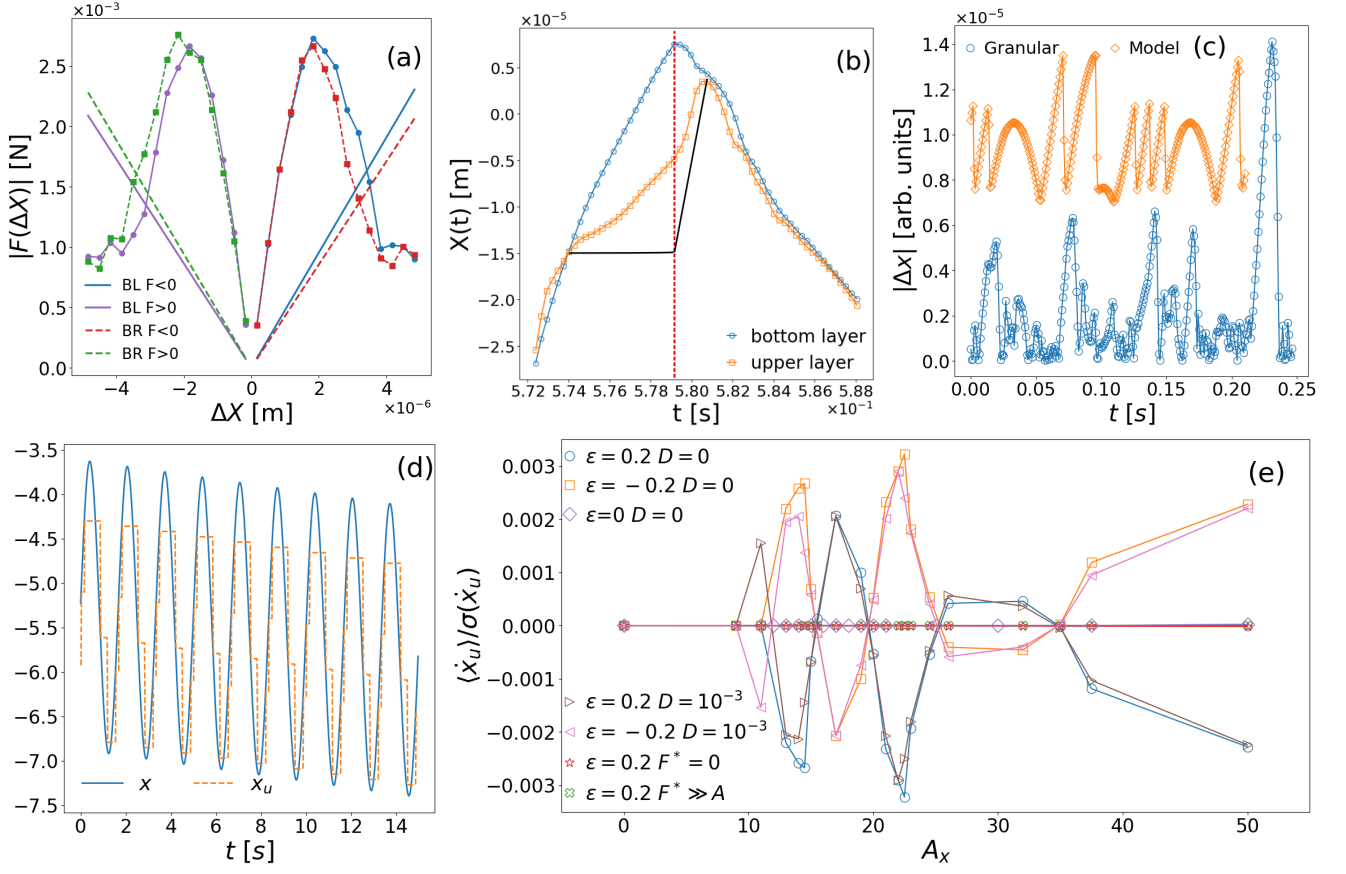 ×10⁻³
(a)
|F(ΔX)| [N]
2.5
2.0
1.5
1.0
0.5
0.0
BL F<0
BL F>0
BR F<0
BR F>0
−4 −2 0 2 4
×10⁻⁶
ΔX [m]
×10⁻⁵
(b)
X(t) [m]
0.5
0.0
−0.5
−1.0
−1.5
−2.0
−2.5
bottom layer
upper layer
5.72 5.74 5.76 5.78 5.80 5.82 5.84 5.86 5.88
×10⁻¹
t [s]
×10⁻⁵
Granular Model (c)
|Δx| [arb. units]
1.4
1.2
1.0
0.8
0.6
0.4
0.2
0.0
0.00 0.05 0.10 0.15 0.20 0.25
t [s]
(d)
−3.5
−4.0
−4.5
−5.0
−5.5
−6.0
−6.5
−7.0
−7.5
x x_u
0 2 4 6 8 10 12 14
t [s]
(e)
⟨ẋ_u⟩/σ(ẋ_u)
0.003
0.002
0.001
0.000
−0.001
−0.002
−0.003
ε = 0.2 D = 0
ε = −0.2 D = 0
ε=0 D = 0
ε = 0.2 D = 10⁻³
ε = −0.2 D = 10⁻³
ε = 0.2 F* = 0
ε = 0.2 F* ≫ A
0 10 20 30 40 50
A_x